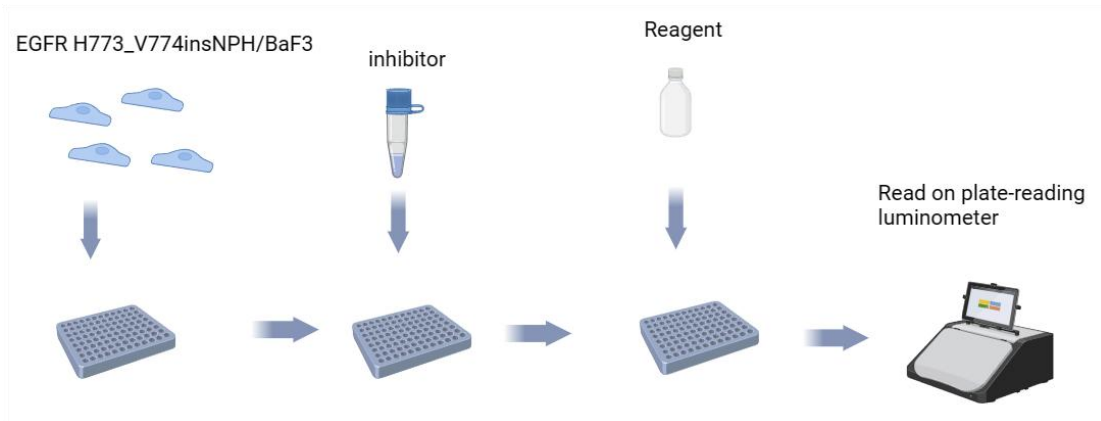 EGFR H773_V774insNPH/BaF3
inhibitor
Reagent
Read on plate-reading
luminometer